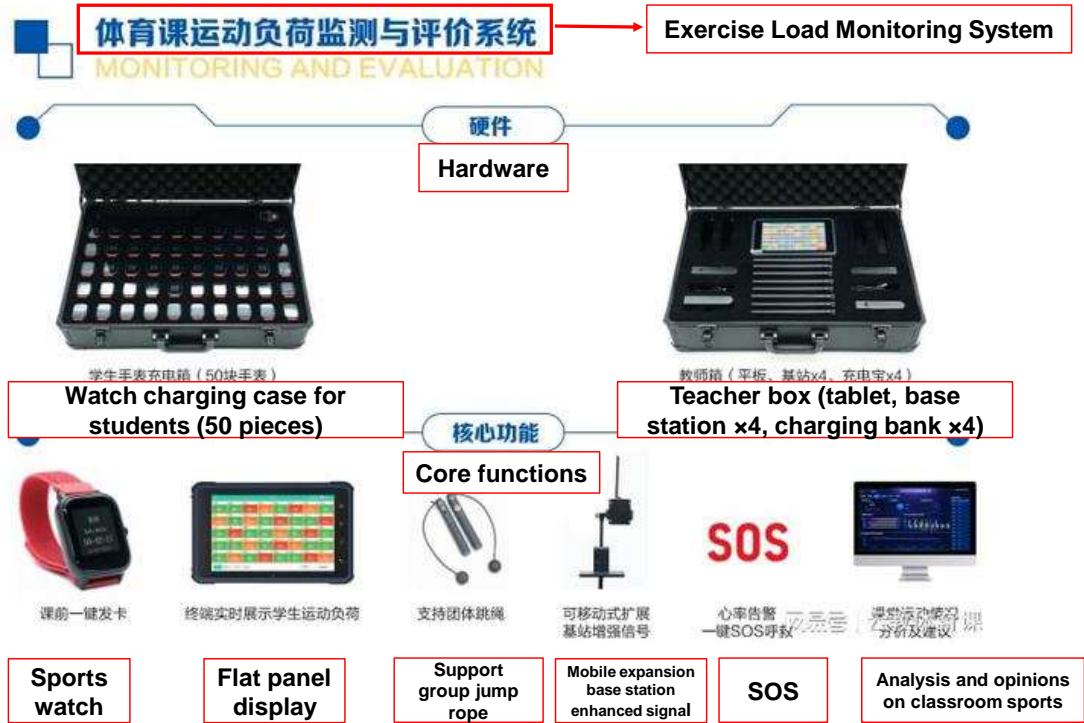 体育课运动负荷监测与评价系统
Exercise Load Monitoring System
MONITORING AND EVALUATION
硬件
Hardware
学生手表充电箱（50块手表）
教师箱（平板、基站x4、充电宝x4）
Watch charging case for
students (50 pieces)
Teacher box (tablet, base
station ×4, charging bank ×4)
核心功能
Core functions
SOS
课前一键发卡
终端实时展示学生运动负荷
支持团体跳绳
可移动式扩展
基站增强信号
心率告警
一键SOS呼救
课堂运动情况
分析及建议
Sports
watch
Flat panel
display
Support
group jump
rope
Mobile expansion
base station
enhanced signal
SOS
Analysis and opinions
on classroom sports